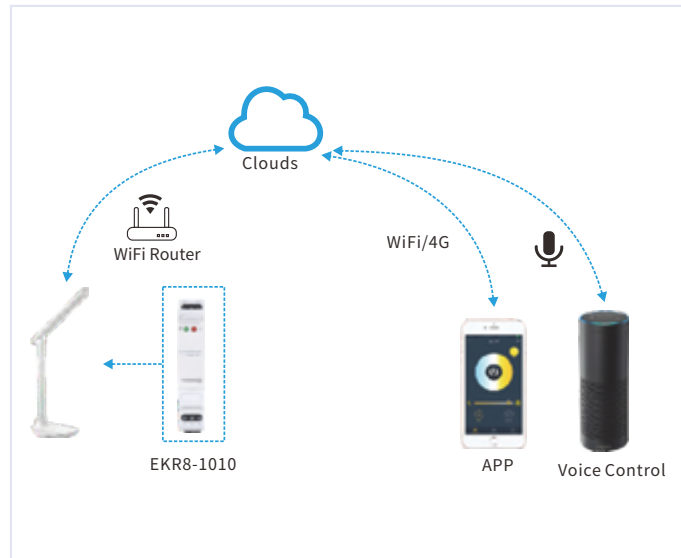 Clouds
WiFi Router
WiFi/4G
EKR8-1010
APP
Voice Control